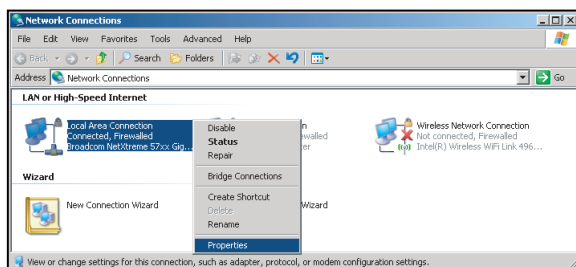 Network Connections
File Edit View Favorites Tools Advanced Help
Back Search Folders
Address Network Connections Go
LAN or High-Speed Internet
Local Area Connection
Connected, Firewalled
Broadcom NetXtreme 57xx Gig...
Disable
Status
Repair
Bridge Connections
Create Shortcut
Delete
Rename
Properties
Wireless Network Connection
Not connected, Firewalled
Intel(R) Wireless WiFi Link 496...
Wizard
New Connection Wizard
Wizard
View or change settings for this connection, such as adapter, protocol, or modem configuration settings.